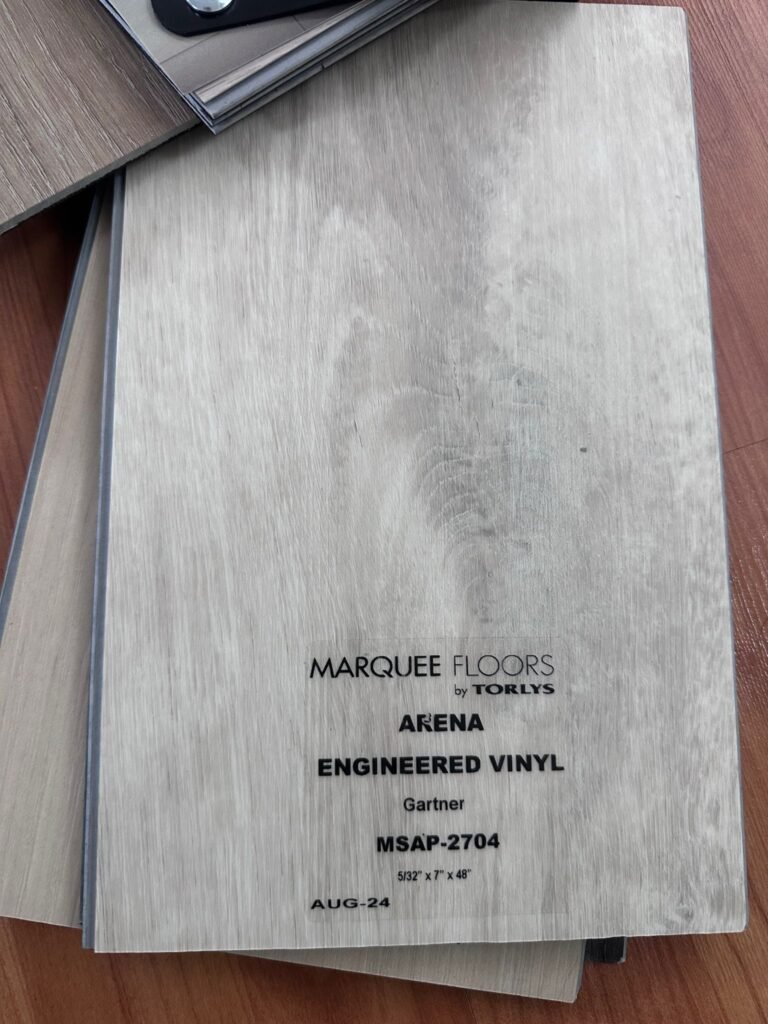 MARQUEE FLOORS
by TORLYS
ARENA
ENGINEERED VINYL
Gartner
MSAP-2704
5/32" x 7" x 48"
AUG-24